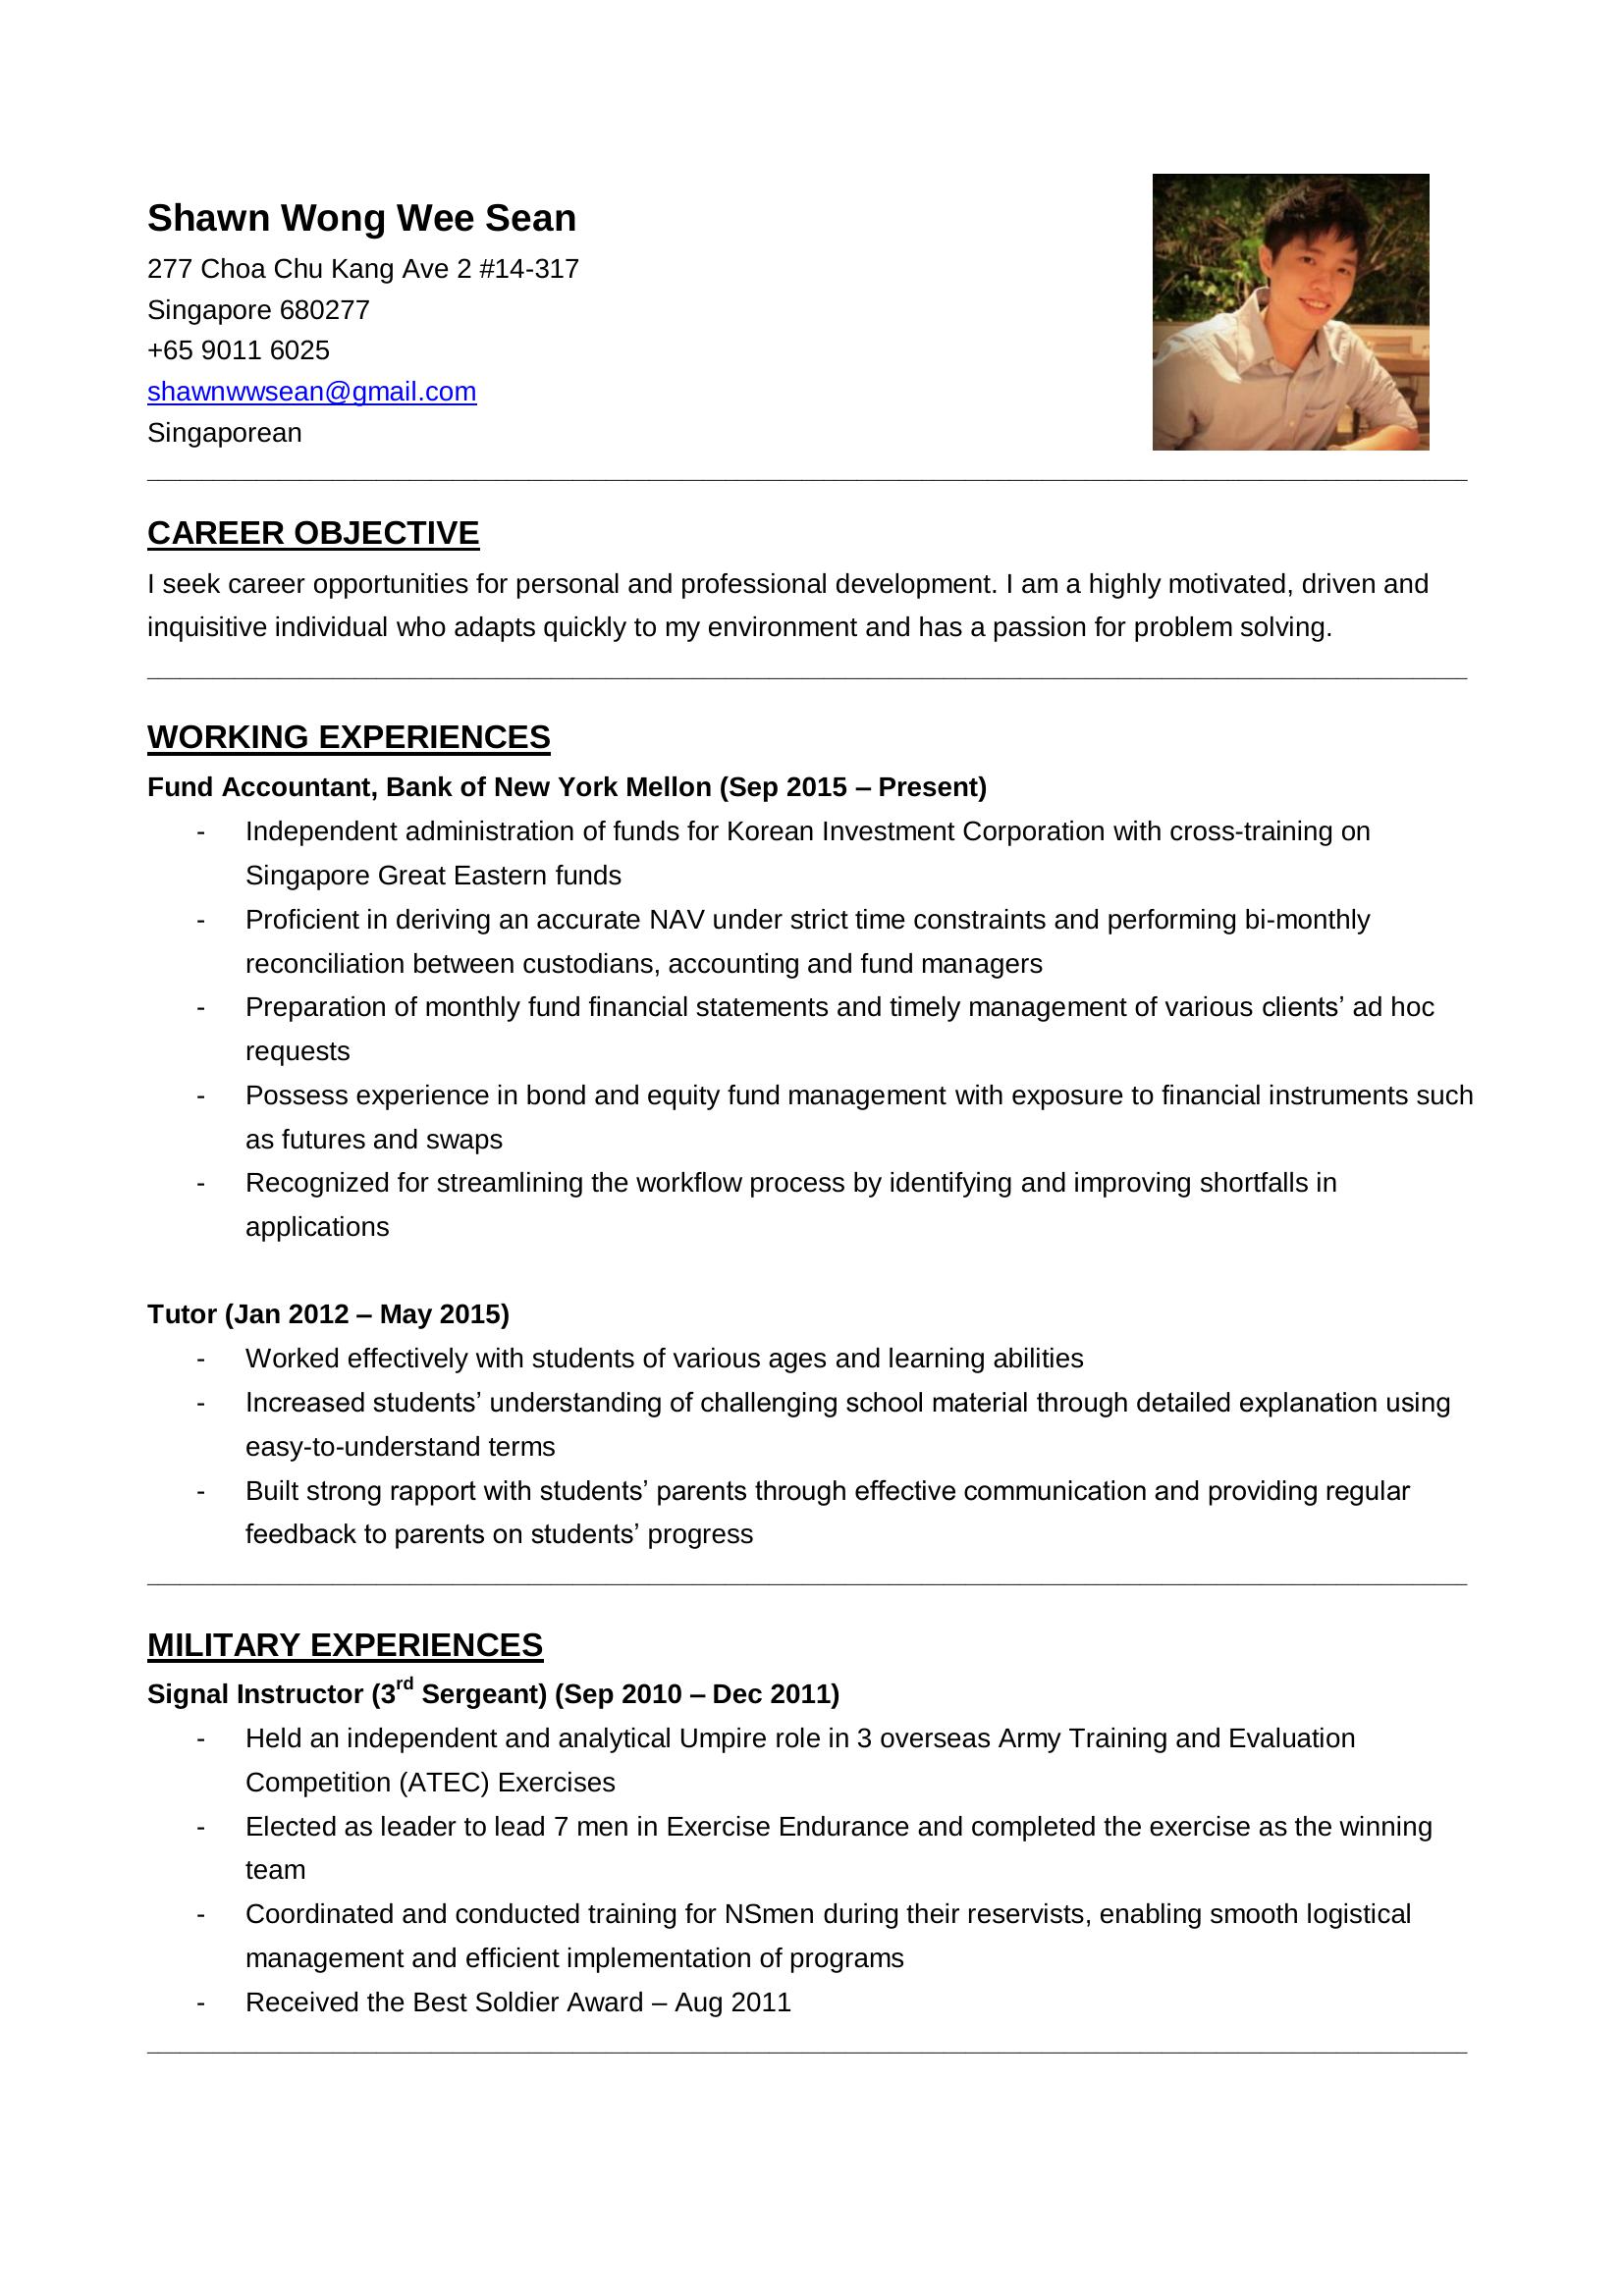 Shawn Wong Wee Sean
277 Choa Chu Kang Ave 2 #14-317
Singapore 680277
+65 9011 6025
shawnwwsean@gmail.com
Singaporean
CAREER OBJECTIVE
I seek career opportunities for personal and professional development. I am a highly motivated, driven and
inquisitive individual who adapts quickly to my environment and has a passion for problem solving.
WORKING EXPERIENCES
Fund Accountant, Bank of New York Mellon (Sep 2015 – Present)
- Independent administration of funds for Korean Investment Corporation with cross-training on
Singapore Great Eastern funds
- Proficient in deriving an accurate NAV under strict time constraints and performing bi-monthly
reconciliation between custodians, accounting and fund managers
- Preparation of monthly fund financial statements and timely management of various clients’ ad hoc
requests
- Possess experience in bond and equity fund management with exposure to financial instruments such
as futures and swaps
- Recognized for streamlining the workflow process by identifying and improving shortfalls in
applications
Tutor (Jan 2012 – May 2015)
- Worked effectively with students of various ages and learning abilities
- Increased students’ understanding of challenging school material through detailed explanation using
easy-to-understand terms
- Built strong rapport with students’ parents through effective communication and providing regular
feedback to parents on students’ progress
MILITARY EXPERIENCES
Signal Instructor (3rd Sergeant) (Sep 2010 – Dec 2011)
- Held an independent and analytical Umpire role in 3 overseas Army Training and Evaluation
Competition (ATEC) Exercises
- Elected as leader to lead 7 men in Exercise Endurance and completed the exercise as the winning
team
- Coordinated and conducted training for NSmen during their reservists, enabling smooth logistical
management and efficient implementation of programs
- Received the Best Soldier Award – Aug 2011